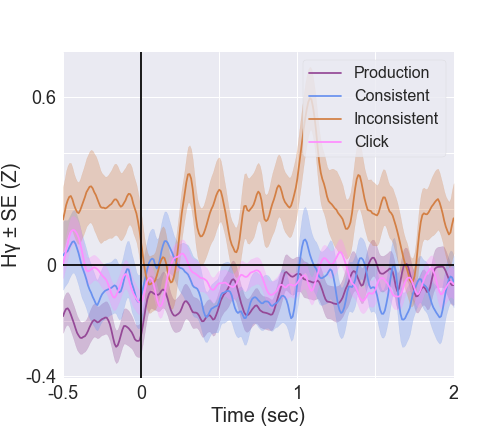 Production
Consistent
Inconsistent
Click
0.6
0
-0.4
-0.5
0
1
2
Time (sec)
Hγ ± SE (Z)